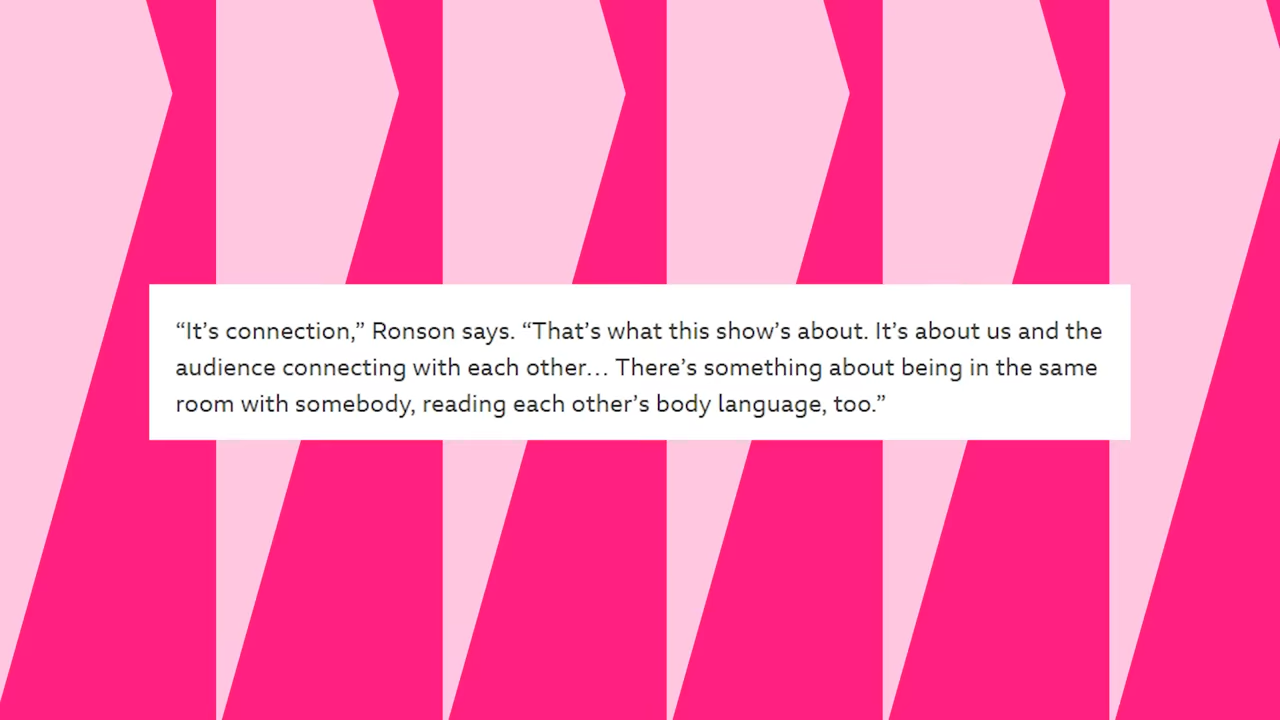 “It’s connection,” Ronson says. “That’s what this show’s about. It’s about us and the
audience connecting with each other… There’s something about being in the same
room with somebody, reading each other’s body language, too.”